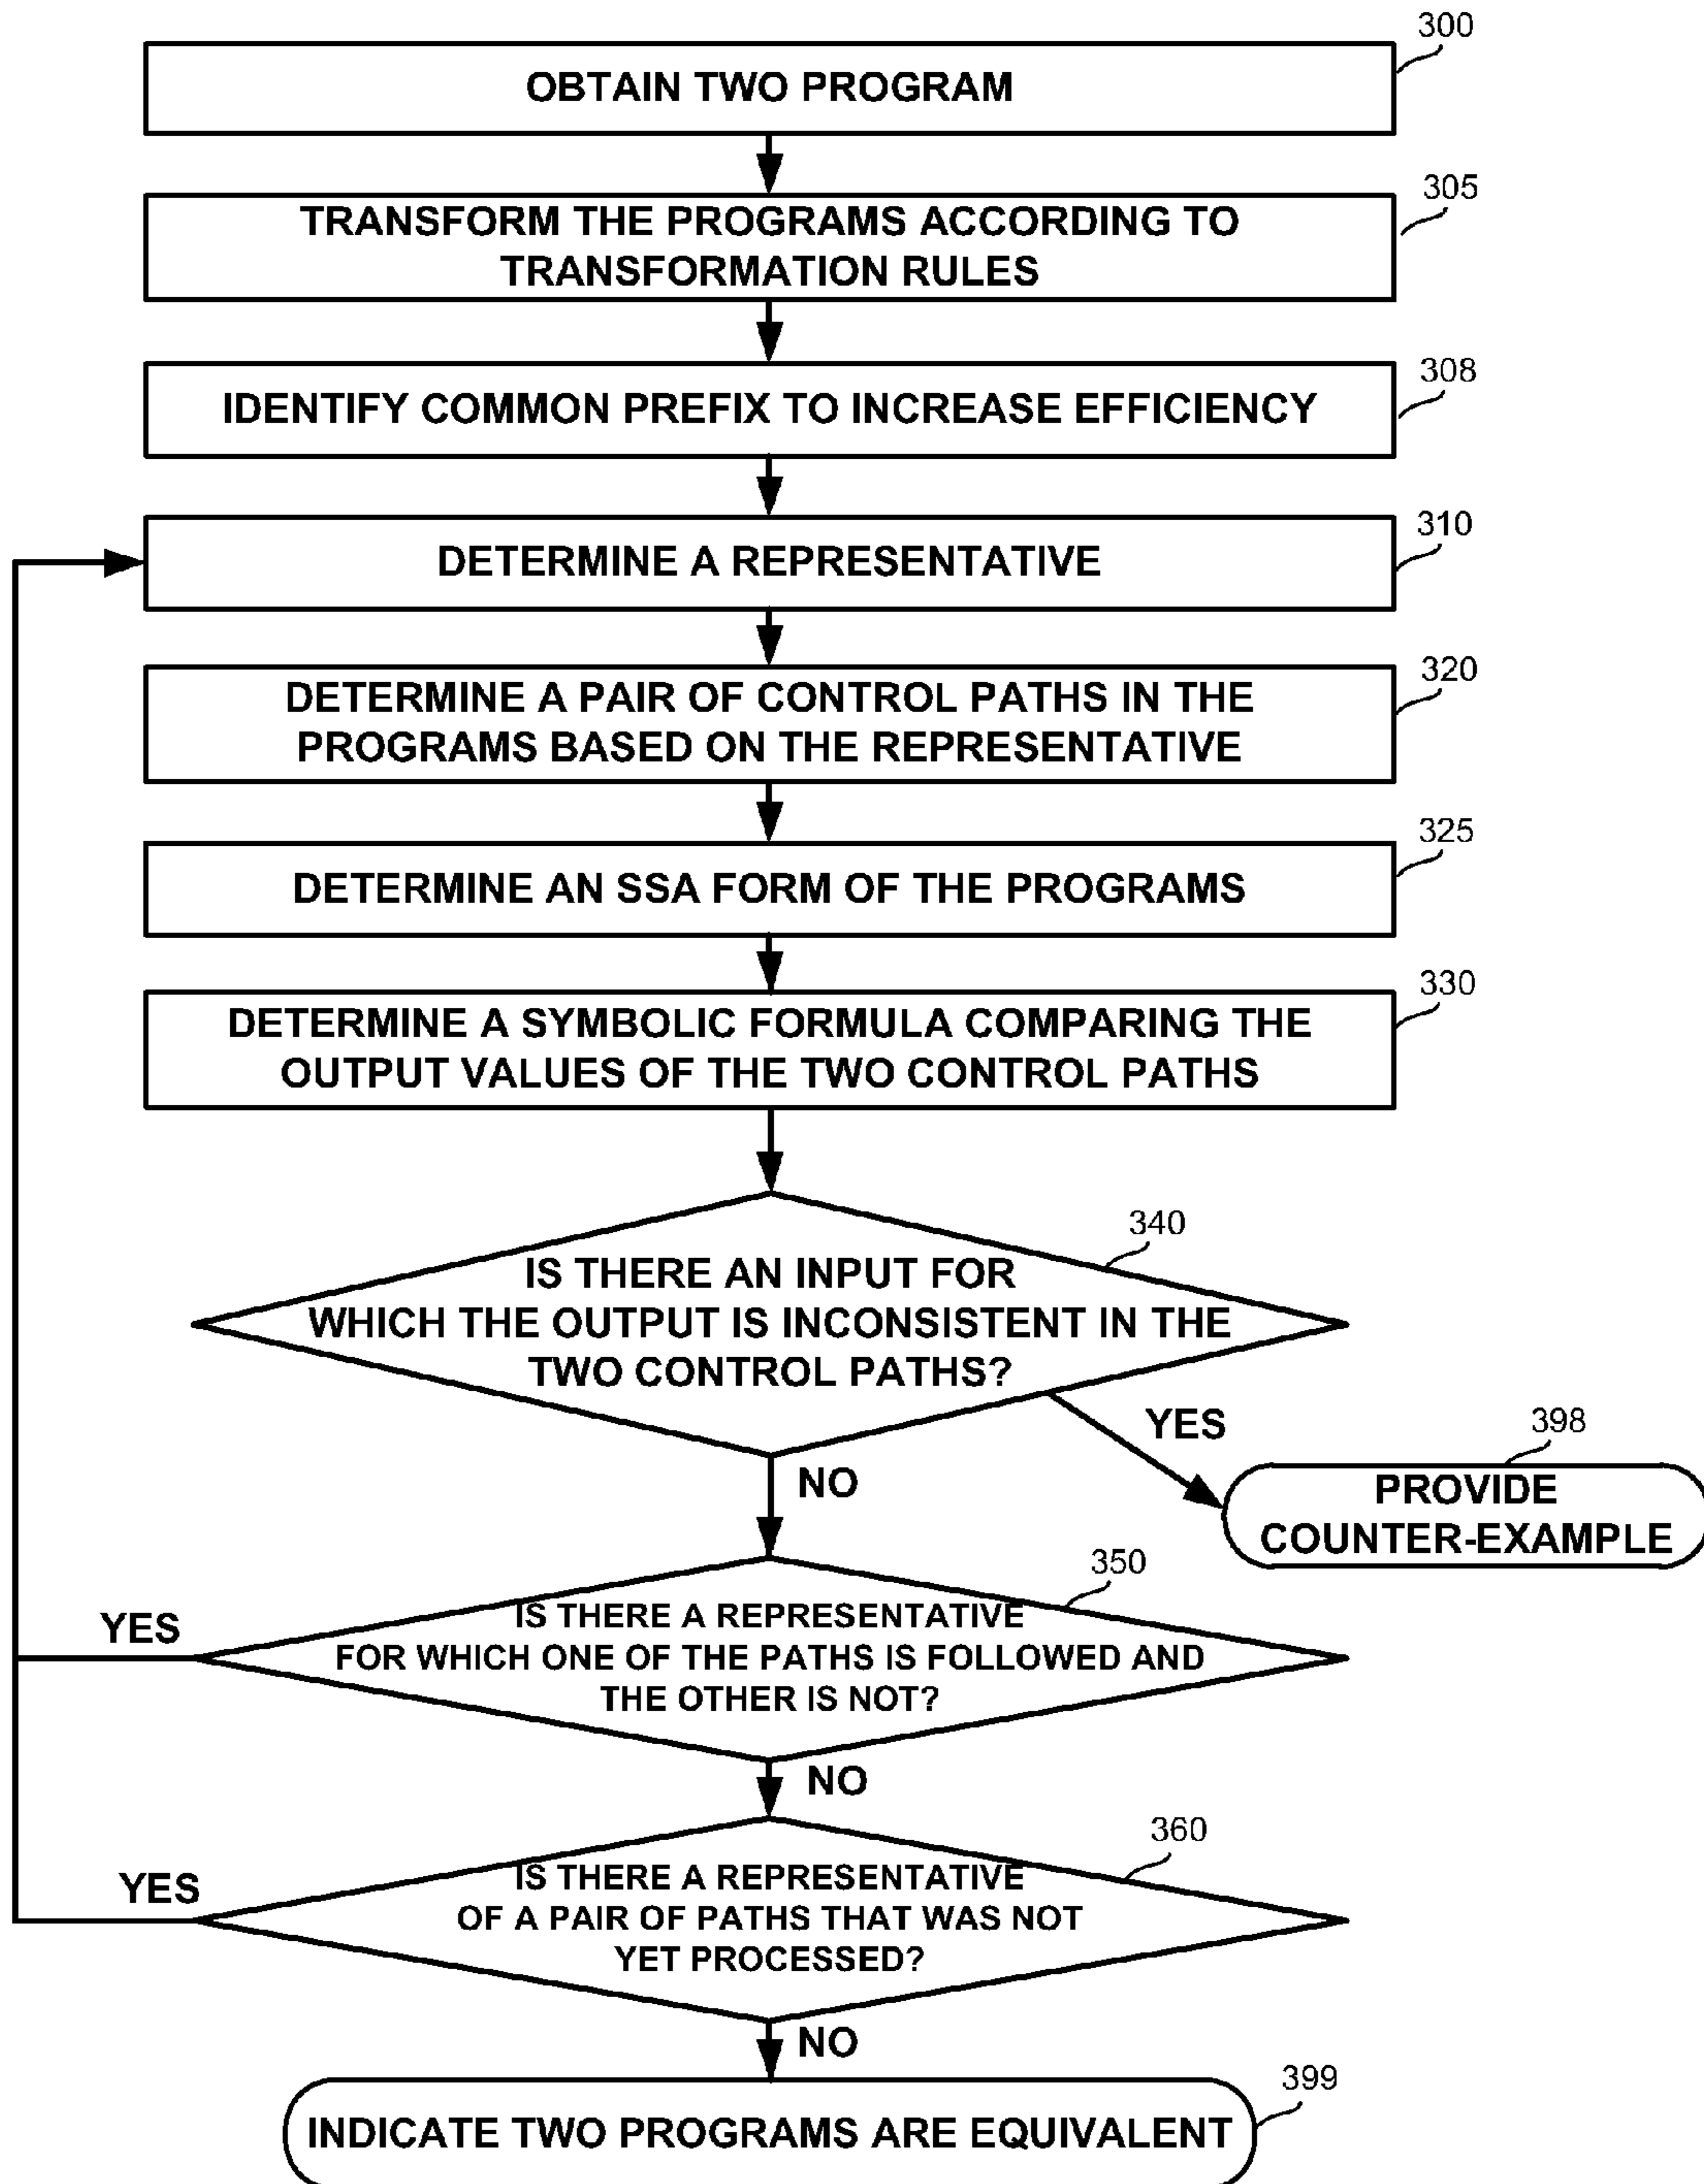 300
OBTAIN TWO PROGRAM
305
TRANSFORM THE PROGRAMS ACCORDING TO
TRANSFORMATION RULES
308
IDENTIFY COMMON PREFIX TO INCREASE EFFICIENCY
310
DETERMINE A REPRESENTATIVE
320
DETERMINE A PAIR OF CONTROL PATHS IN THE
PROGRAMS BASED ON THE REPRESENTATIVE
325
DETERMINE AN SSA FORM OF THE PROGRAMS
330
DETERMINE A SYMBOLIC FORMULA COMPARING THE
OUTPUT VALUES OF THE TWO CONTROL PATHS
340
IS THERE AN INPUT FOR
WHICH THE OUTPUT IS INCONSISTENT IN THE
TWO CONTROL PATHS?
YES
398
PROVIDE
COUNTER-EXAMPLE
NO
350
IS THERE A REPRESENTATIVE
FOR WHICH ONE OF THE PATHS IS FOLLOWED AND
THE OTHER IS NOT?
YES
NO
360
IS THERE A REPRESENTATIVE
OF A PAIR OF PATHS THAT WAS NOT
YET PROCESSED?
YES
NO
399
INDICATE TWO PROGRAMS ARE EQUIVALENT